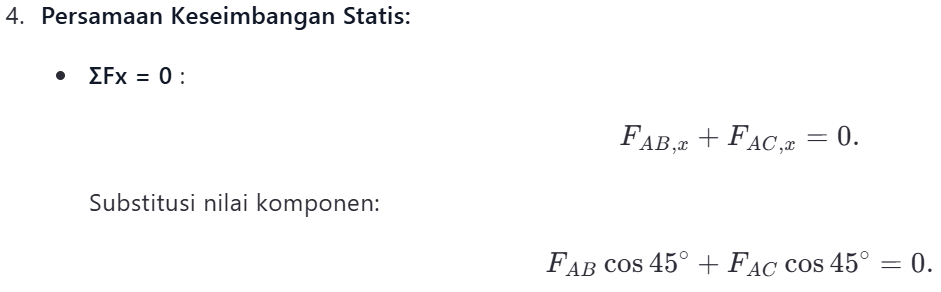 4. Persamaan Keseimbangan Statis:
• ΣFx = 0 :
F_{AB,x} + F_{AC,x} = 0.
Substitusi nilai komponen:
F_{AB} cos 45° + F_{AC} cos 45° = 0.